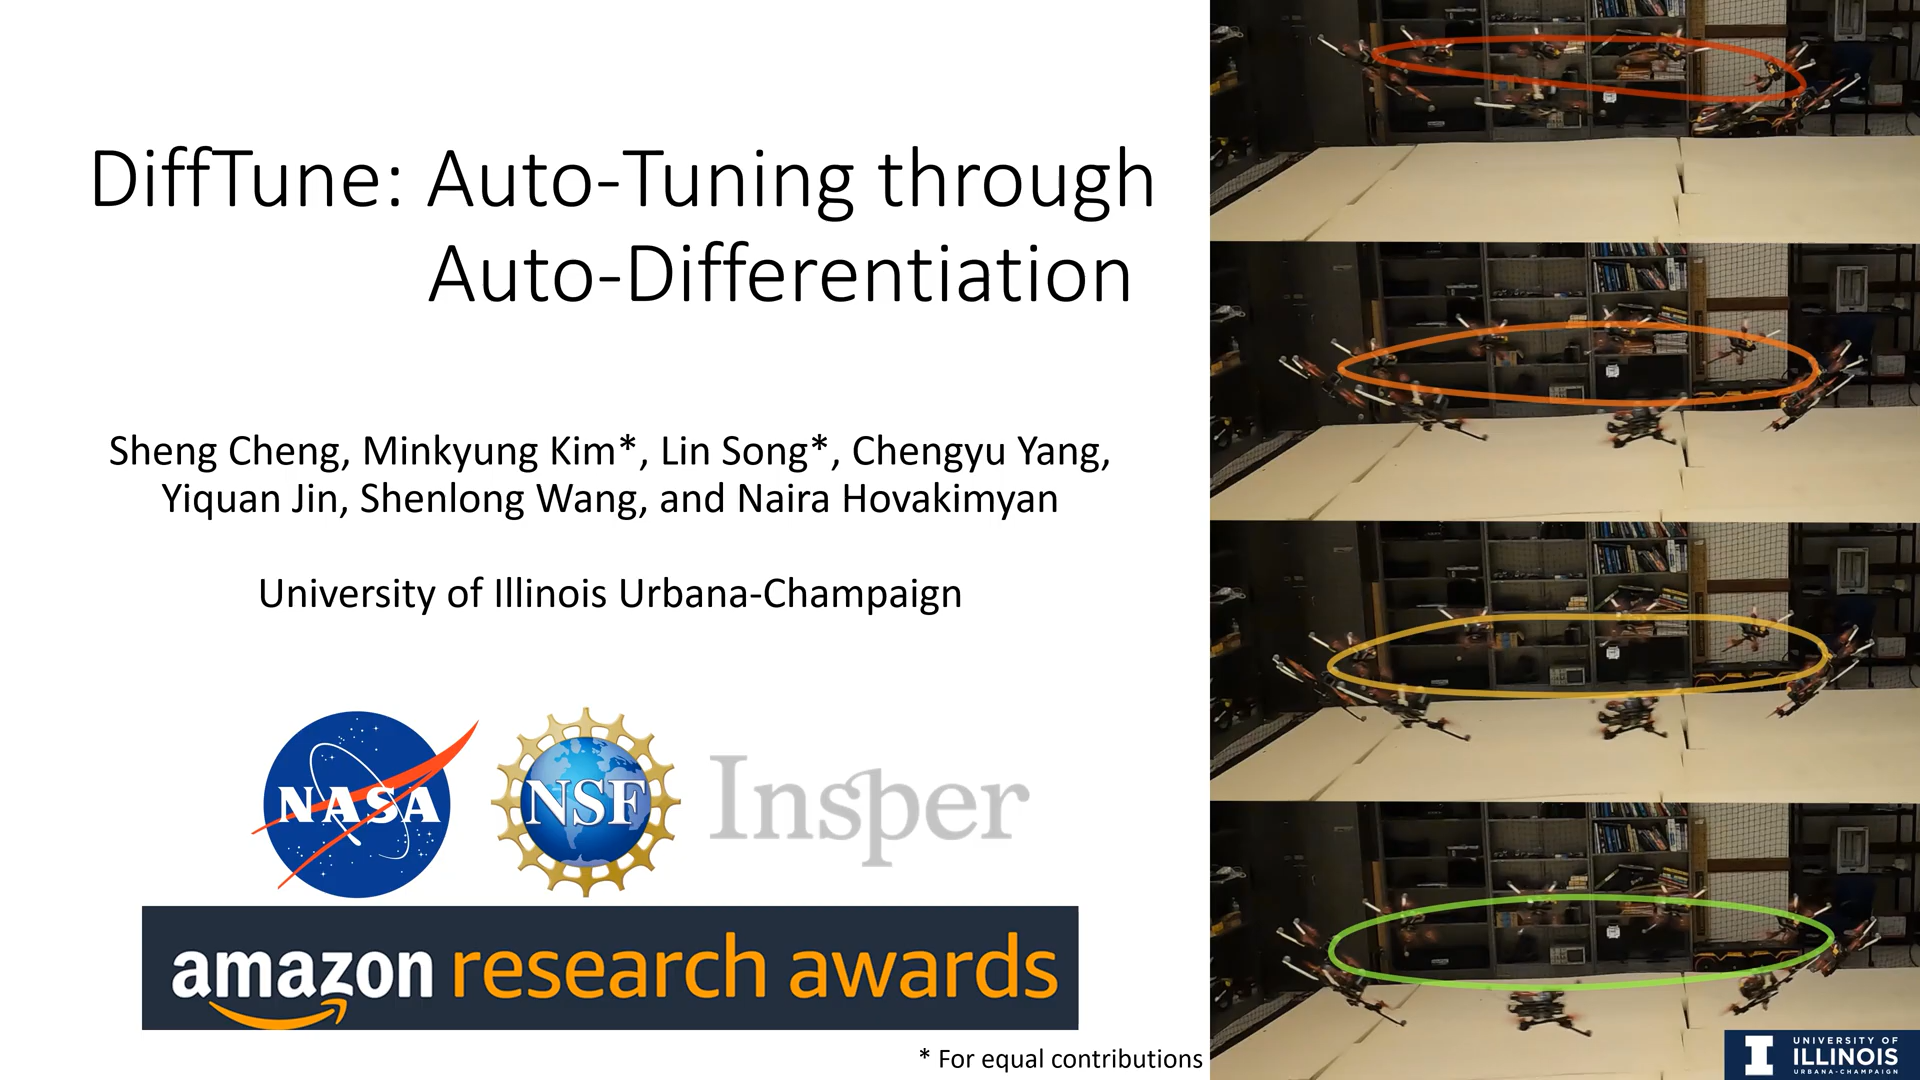 DiffTune: Auto-Tuning through
Auto-Differentiation
Sheng Cheng, Minkyung Kim*, Lin Song*, Chengyu Yang,
Yiquan Jin, Shenlong Wang, and Naira Hovakimyan
University of Illinois Urbana-Champaign
NASA
NSF
Insper
amazon research awards
* For equal contributions
I
UNIVERSITY OF
ILLINOIS
URBANA-CHAMPAIGN